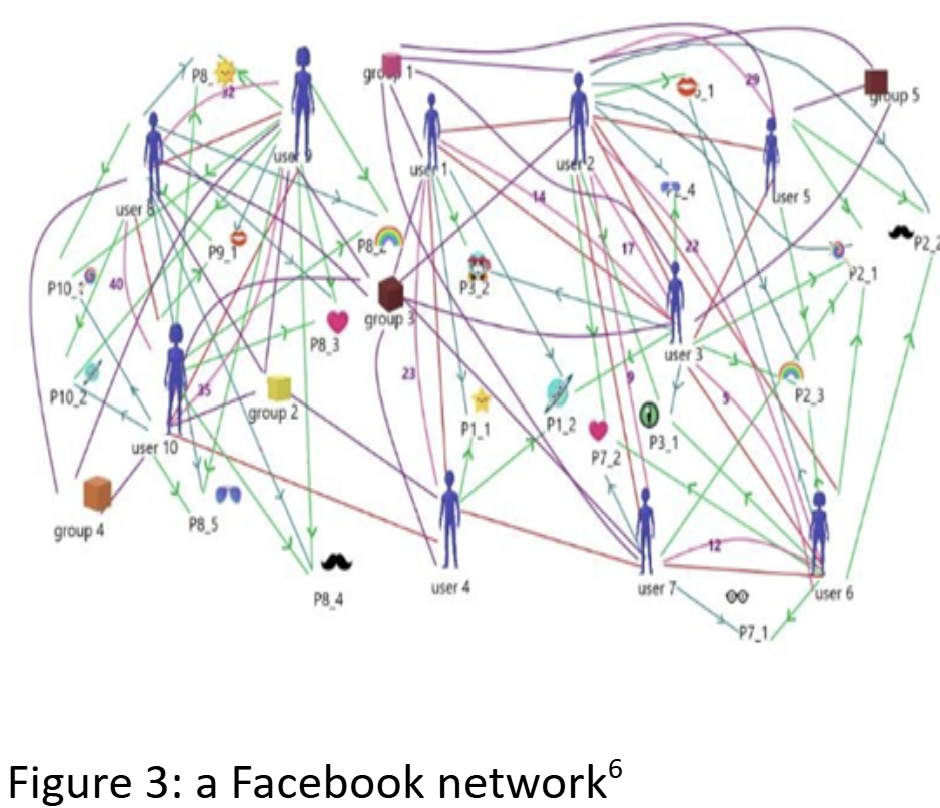 P8_
32
group 1
29
6_1
group 5
user 9
user 1
user 2
_4
14
user 5
user 8
P9_1
P8_2
17
22
P2_2
P10_1
40
P3_2
P2_1
group 3
P8_3
user 3
23
35
9
5
P10_2
group 2
P1_1
P1_2
P7_2
P3_1
P2_3
user 10
group 4
P8_5
12
P8_4
user 4
user 7
user 6
P7_1
Figure 3: a Facebook network6